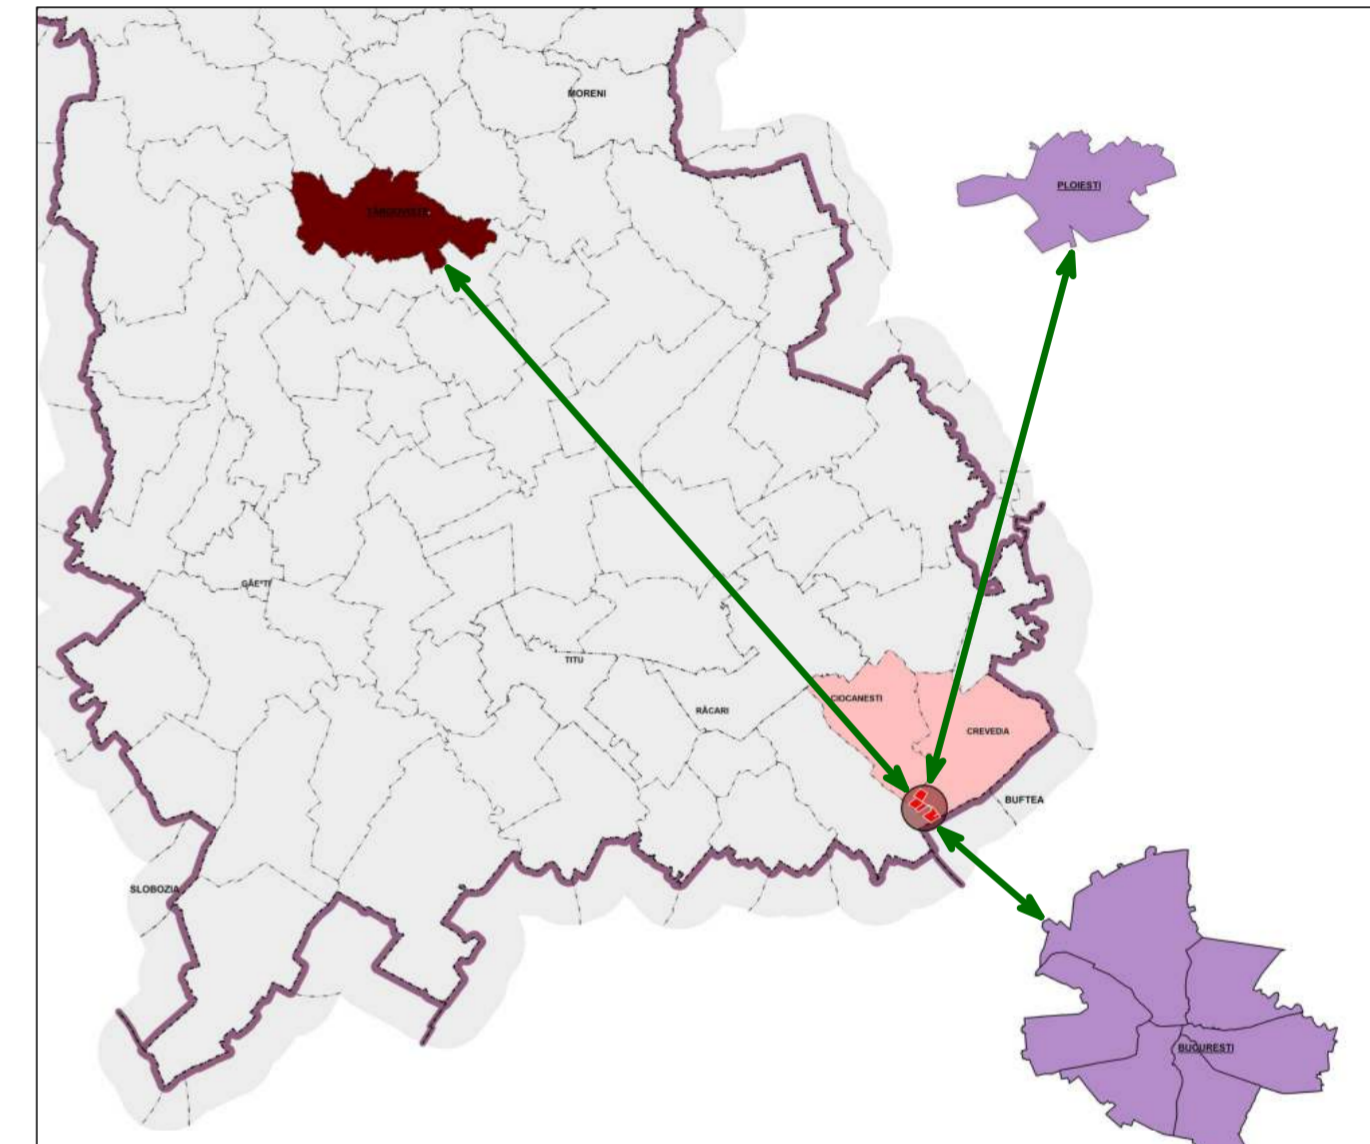 MORENI
PLOIESTI
GĂEȘTI
TITU
CIOCANESTI
RĂCARI
CREVEDIA
BUFTEA
SLOBOZIA
BUCURESTI